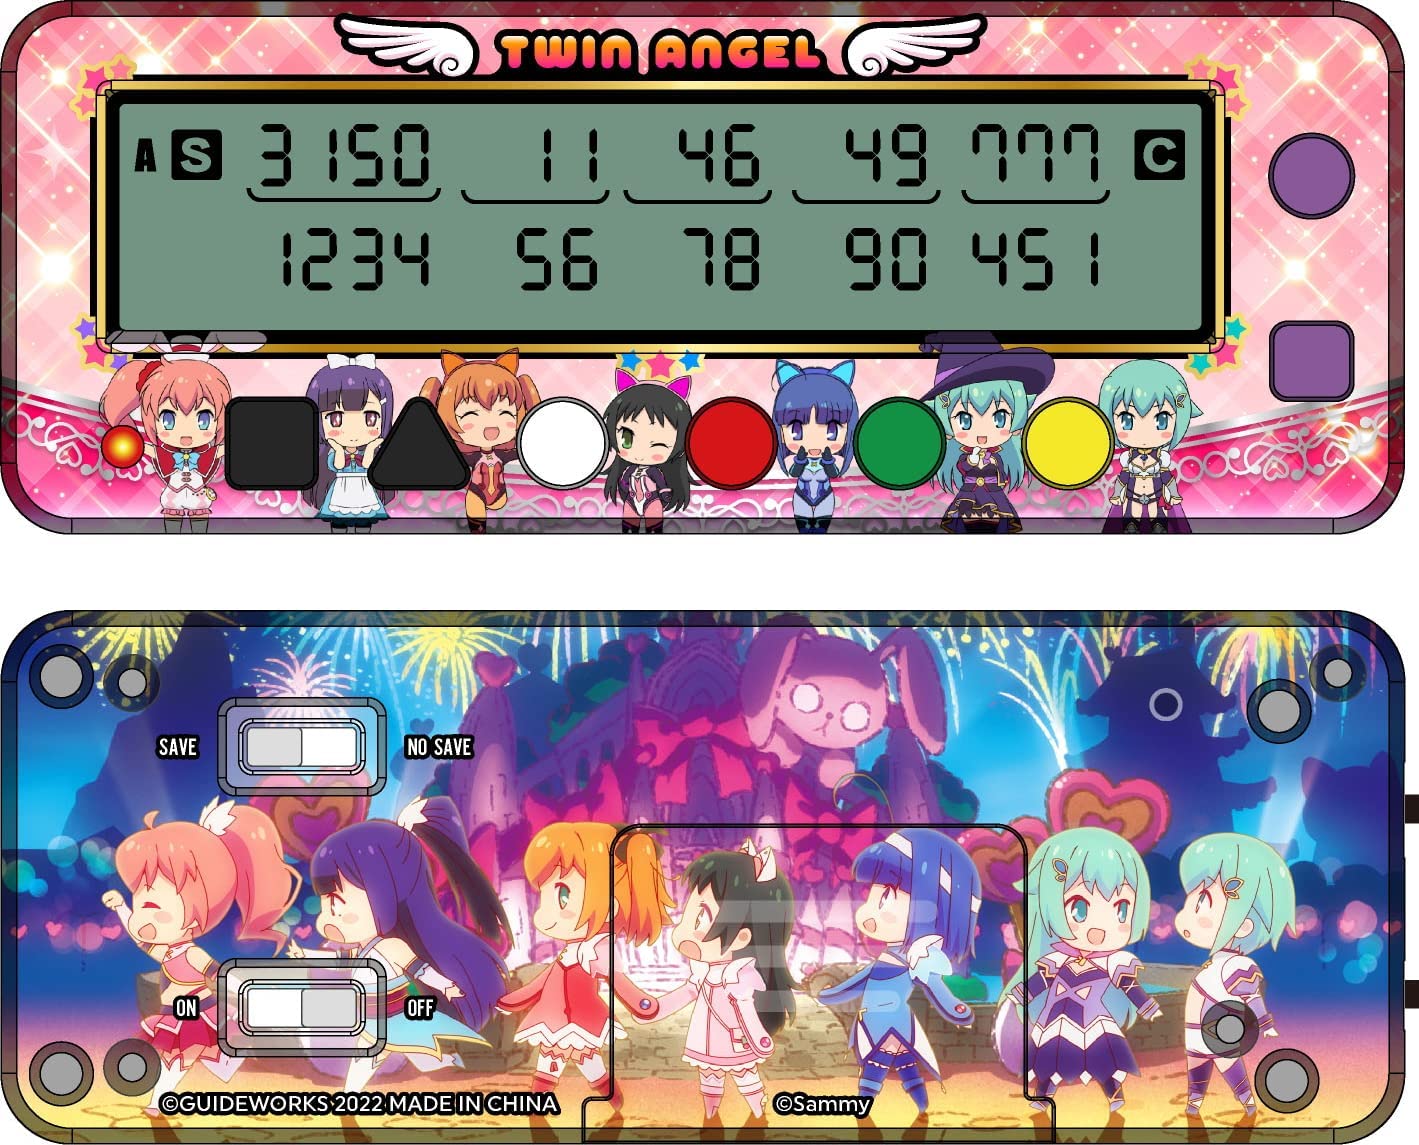 TWIN ANGEL
A S 3150 11 46 49 777 C
1234 56 78 90 451
SAVE NO SAVE
ON OFF
©GUIDEWORKS 2022 MADE IN CHINA ©Sammy